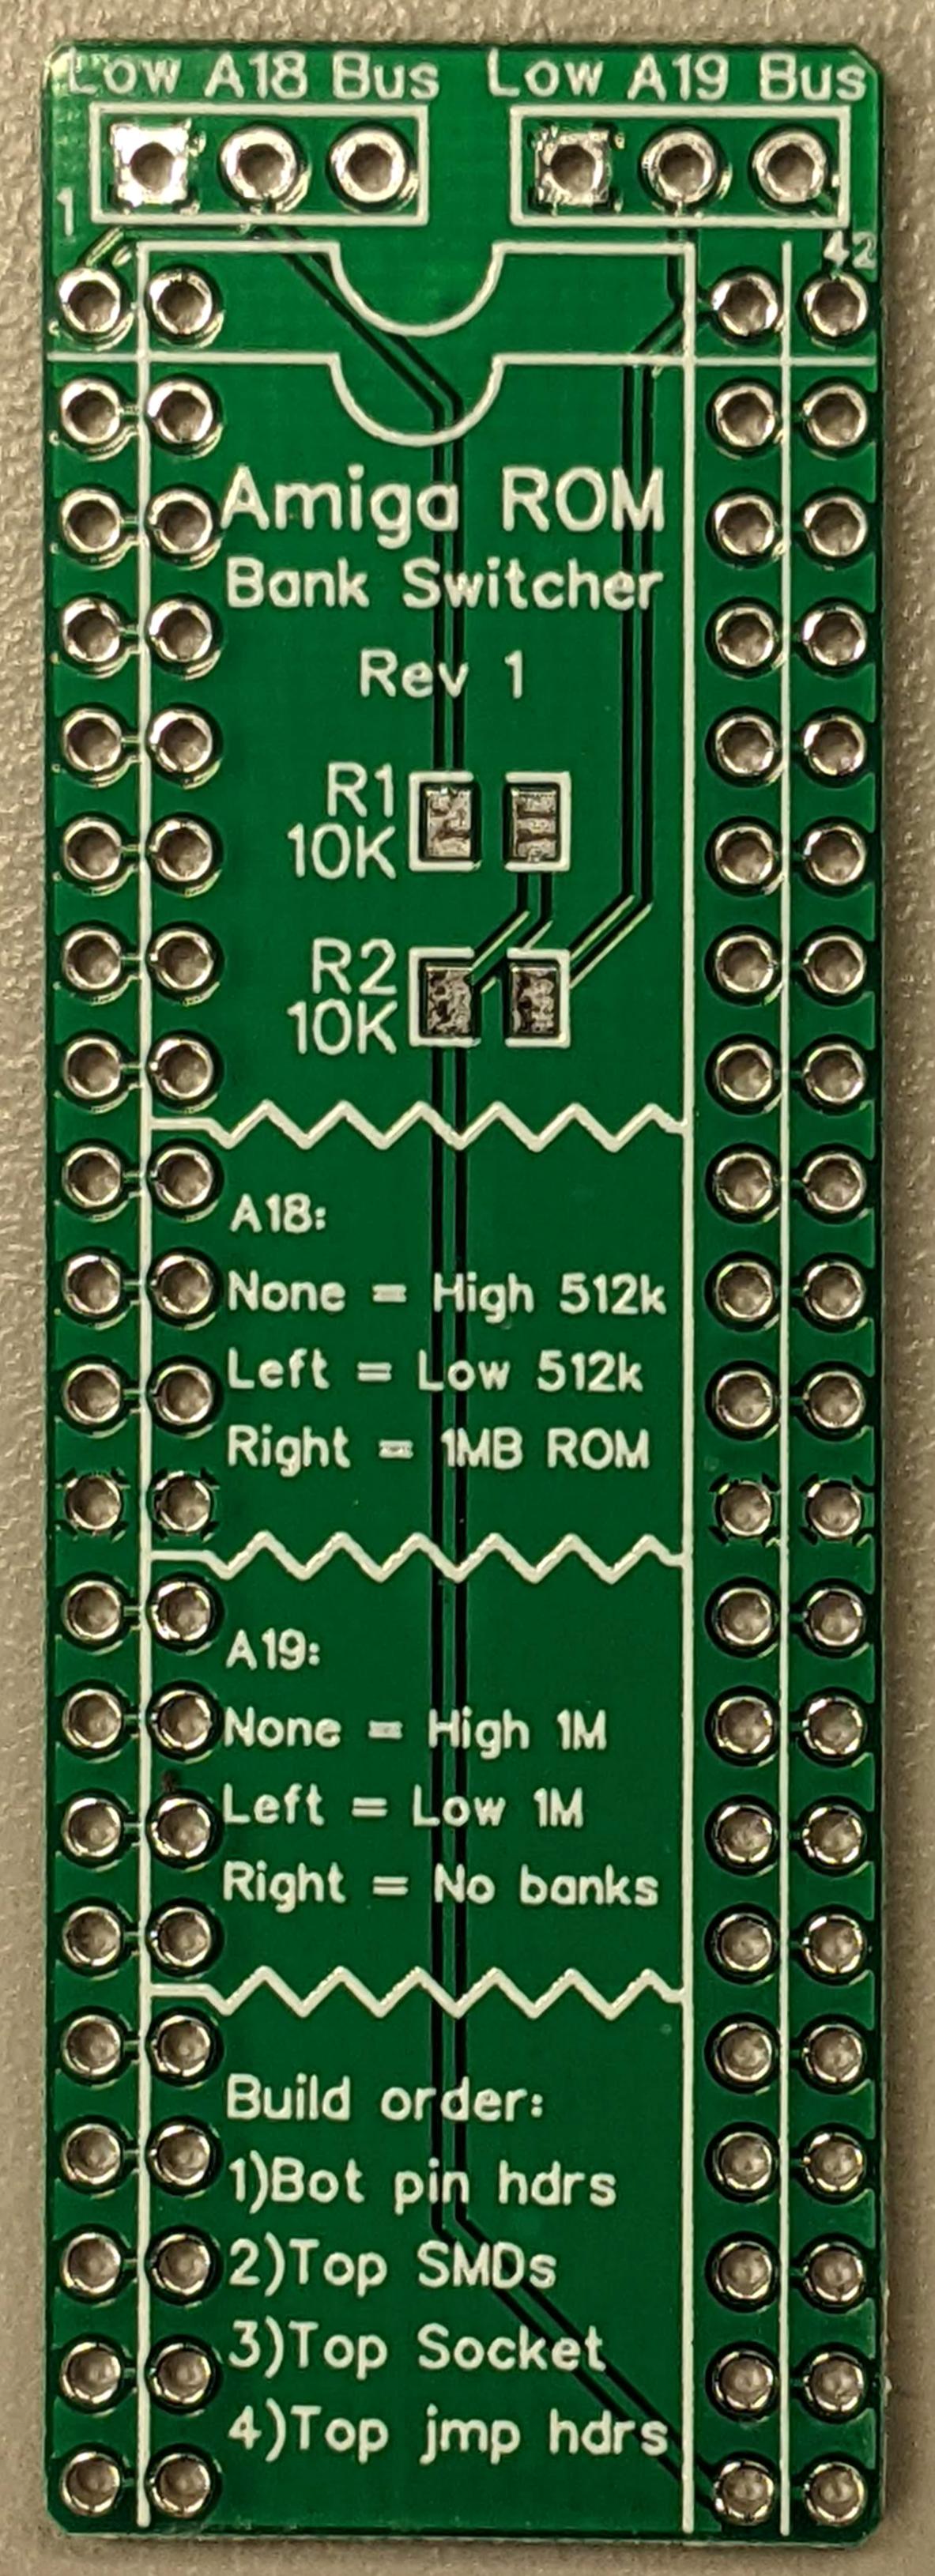 Low A18 Bus Low A19 Bus
1
42
Amiga ROM
Bank Switcher
Rev 1
R1
10K
R2
10K
A18:
None = High 512k
Left = Low 512k
Right = 1MB ROM
A19:
None = High 1M
Left = Low 1M
Right = No banks
Build order:
1)Bot pin hdrs
2)Top SMDs
3)Top Socket
4)Top jmp hdrs